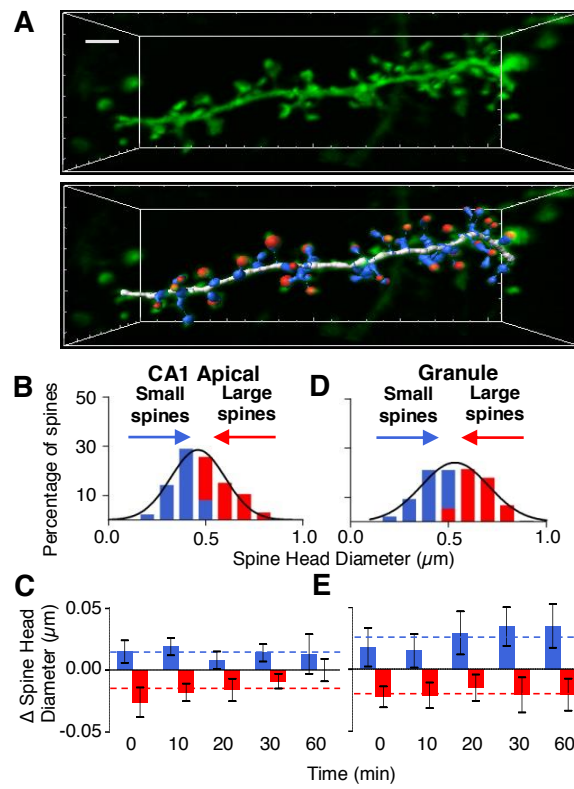 A
B
CA1 Apical
D
Granule
Small spines
Large spines
Small spines
Large spines
Percentage of spines
50
30
10
0.0
0.5
1.0
0.0
0.5
1.0
Spine Head Diameter (µm)
C
E
Δ Spine Head
Diameter (µm)
0.05
0.00
-0.05
0 10 20 30 60
0 10 20 30 60
Time (min)